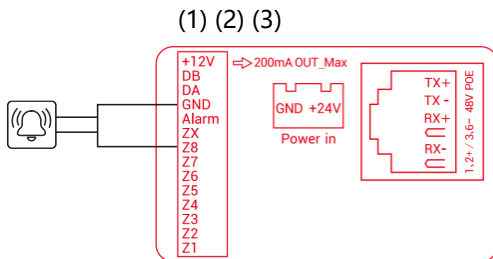 (1) (2) (3)
+12V
DB
DA
GND
Alarm
ZX
Z8
Z7
Z6
Z5
Z4
Z3
Z2
Z1
200mA OUT_Max
GND +24V
Power in
TX+
TX -
RX+
RX-
1、2+ / 3、6- 48V POE